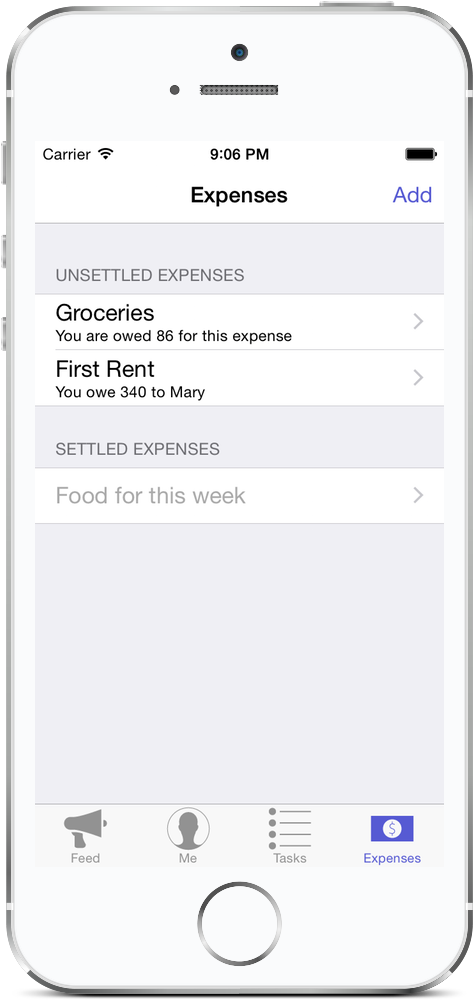 Carrier 9:06 PM
Expenses Add
UNSETTLED EXPENSES
Groceries
You are owed 86 for this expense
First Rent
You owe 340 to Mary
SETTLED EXPENSES
Food for this week
$
Feed Me Tasks Expenses